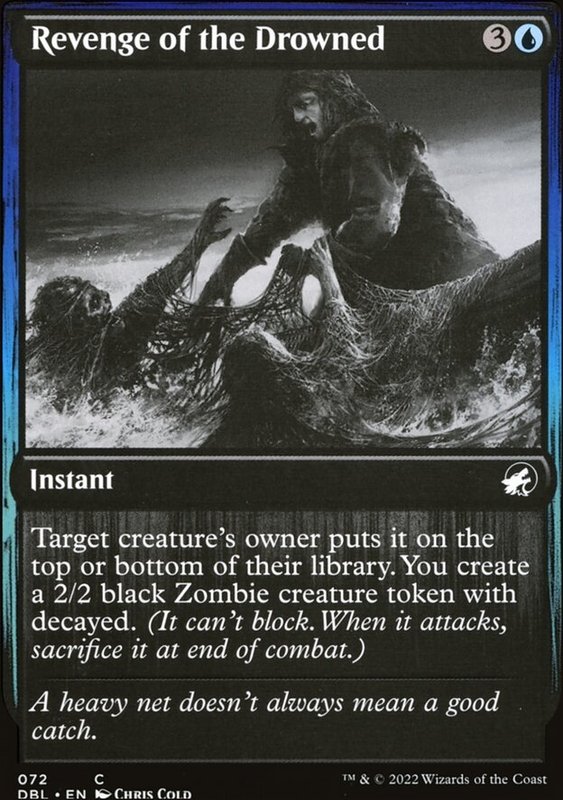 Revenge of the Drowned 3
Instant
Target creature's owner puts it on the
top or bottom of their library. You create
a 2/2 black Zombie creature token with
decayed. (It can't block. When it attacks,
sacrifice it at end of combat.)
A heavy net doesn't always mean a good
catch.
072 C
DBL • EN Chris Cold
™ & © 2022 Wizards of the Coast